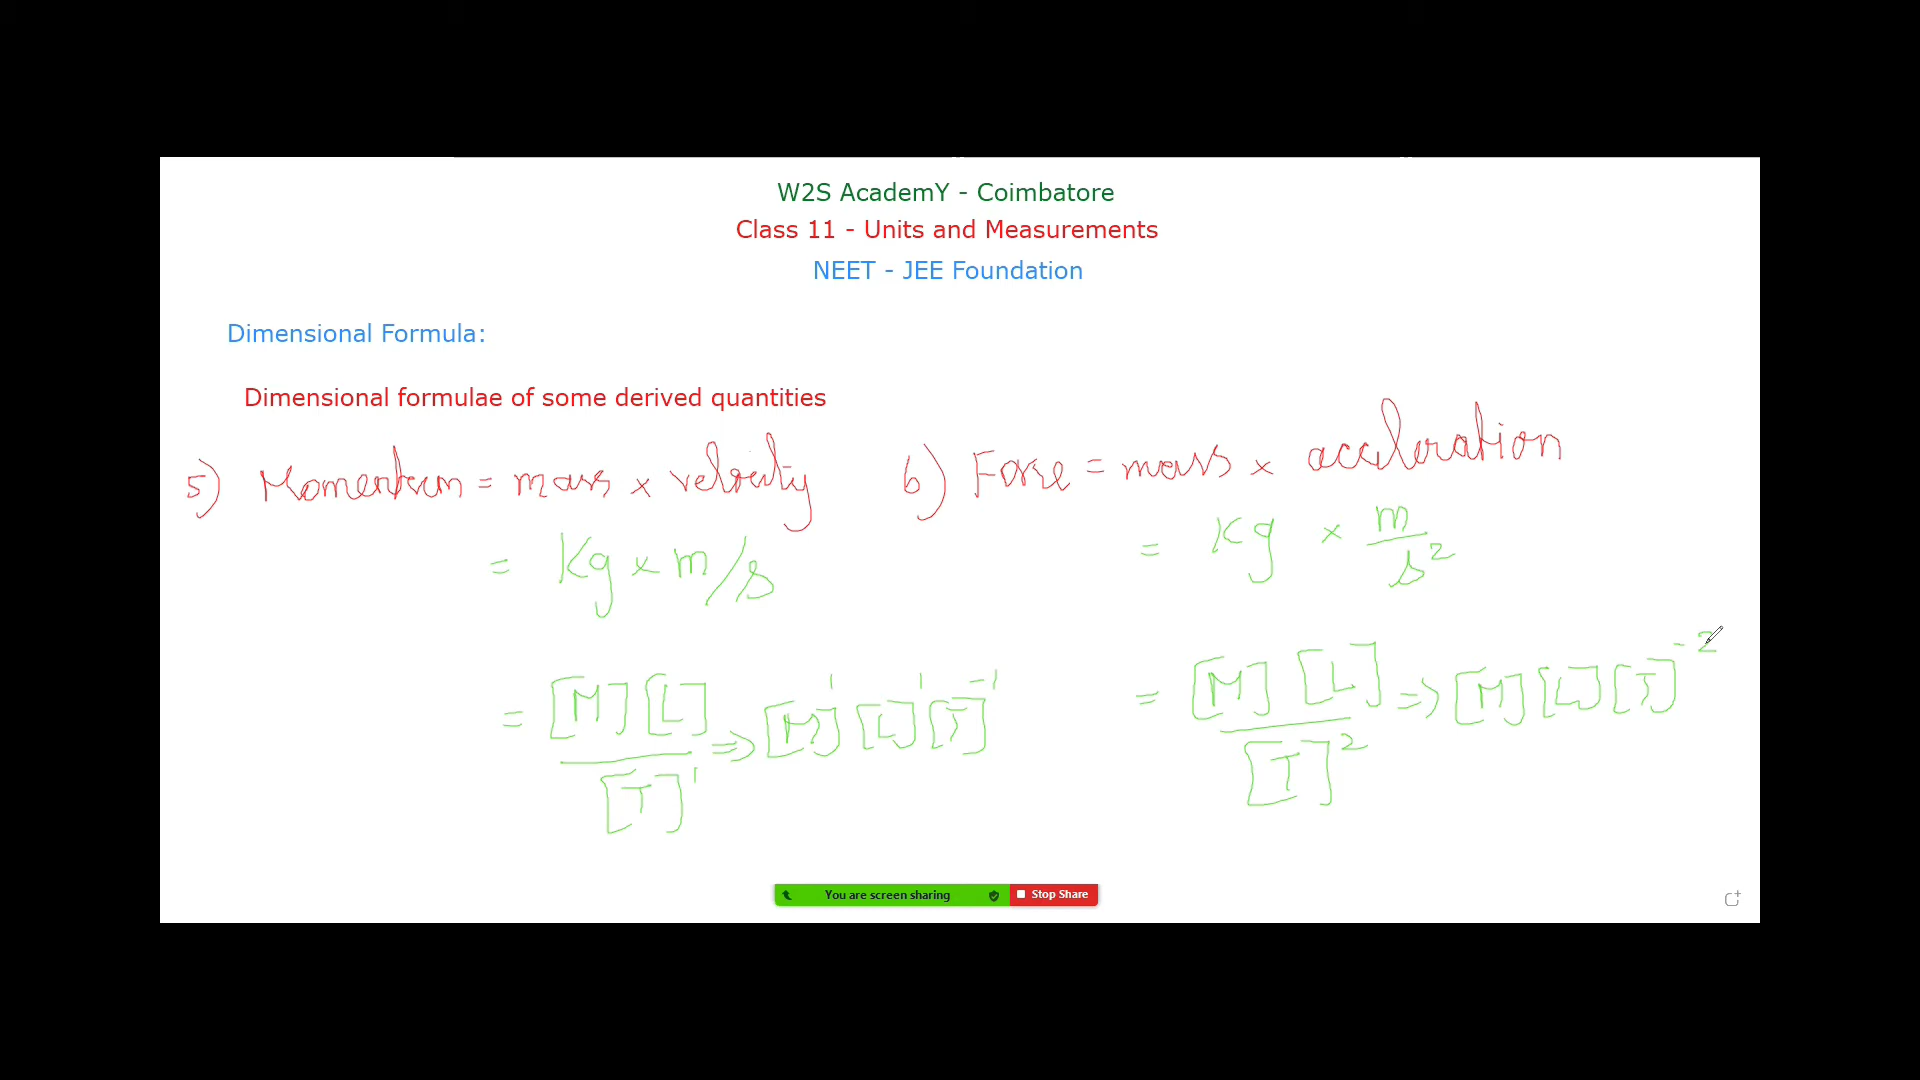 W2S AcademY - Coimbatore
Class 11 - Units and Measurements
NEET - JEE Foundation
Dimensional Formula:
Dimensional formulae of some derived quantities
5) Momentum = mass × velocity
= Kg × m/s
= [M] [L] / [T]¹ ⇒ [M]¹ [L]¹ [T]⁻¹
6) Force = mass × accleration
= Kg × m/s²
= [M] [L] / [T]² ⇒ [M] [L] [T]⁻²
You are screen sharing
Stop Share